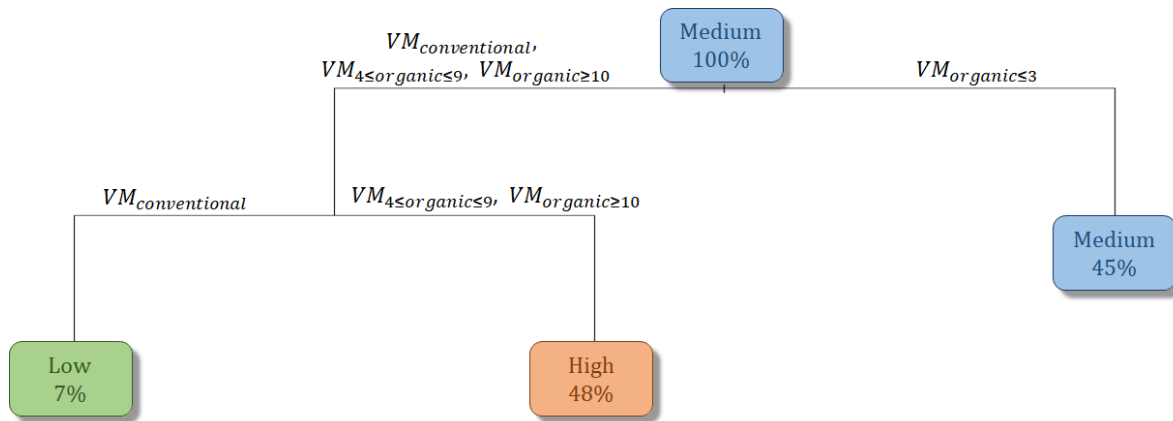 Medium
100%
VM_conventional,
VM_4≤organic≤9, VM_organic≥10
VM_organic≤3
VM_conventional
VM_4≤organic≤9, VM_organic≥10
Medium
45%
Low
7%
High
48%